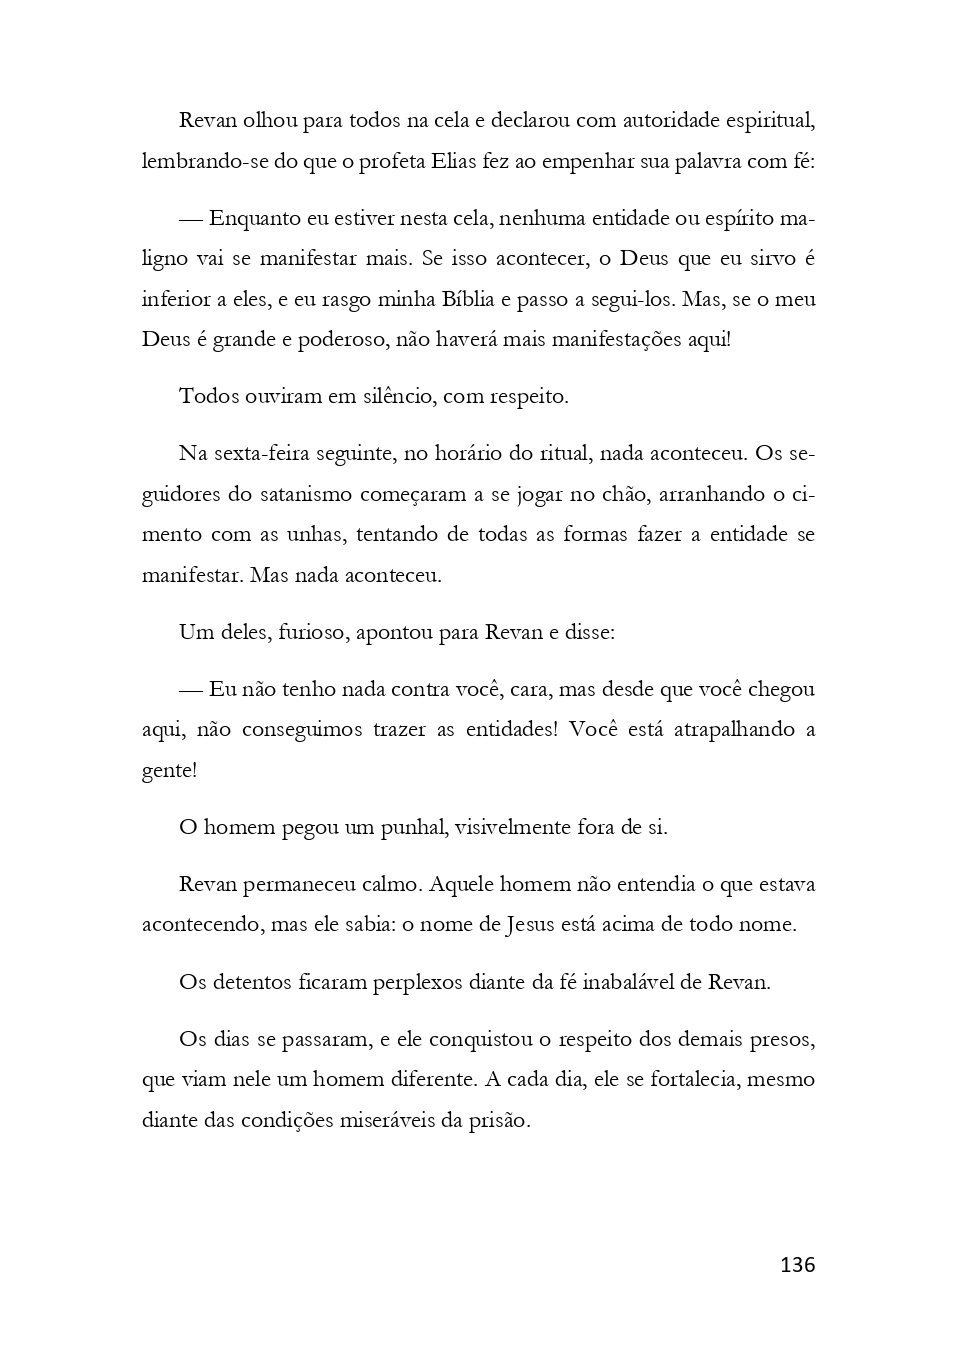 Revan olhou para todos na cela e declarou com autoridade espiritual,
lembrando-se do que o profeta Elias fez ao empenhar sua palavra com fé:
— Enquanto eu estiver nesta cela, nenhuma entidade ou espírito ma-
ligno vai se manifestar mais. Se isso acontecer, o Deus que eu sirvo é
inferior a eles, e eu rasgo minha Bíblia e passo a segui-los. Mas, se o meu
Deus é grande e poderoso, não haverá mais manifestações aqui!
Todos ouviram em silêncio, com respeito.
Na sexta-feira seguinte, no horário do ritual, nada aconteceu. Os se-
guidores do satanismo começaram a se jogar no chão, arranhando o ci-
mento com as unhas, tentando de todas as formas fazer a entidade se
manifestar. Mas nada aconteceu.
Um deles, furioso, apontou para Revan e disse:
— Eu não tenho nada contra você, cara, mas desde que você chegou
aqui, não conseguimos trazer as entidades! Você está atrapalhando a
gente!
O homem pegou um punhal, visivelmente fora de si.
Revan permaneceu calmo. Aquele homem não entendia o que estava
acontecendo, mas ele sabia: o nome de Jesus está acima de todo nome.
Os detentos ficaram perplexos diante da fé inabalável de Revan.
Os dias se passaram, e ele conquistou o respeito dos demais presos,
que viam nele um homem diferente. A cada dia, ele se fortalecia, mesmo
diante das condições miseráveis da prisão.
136